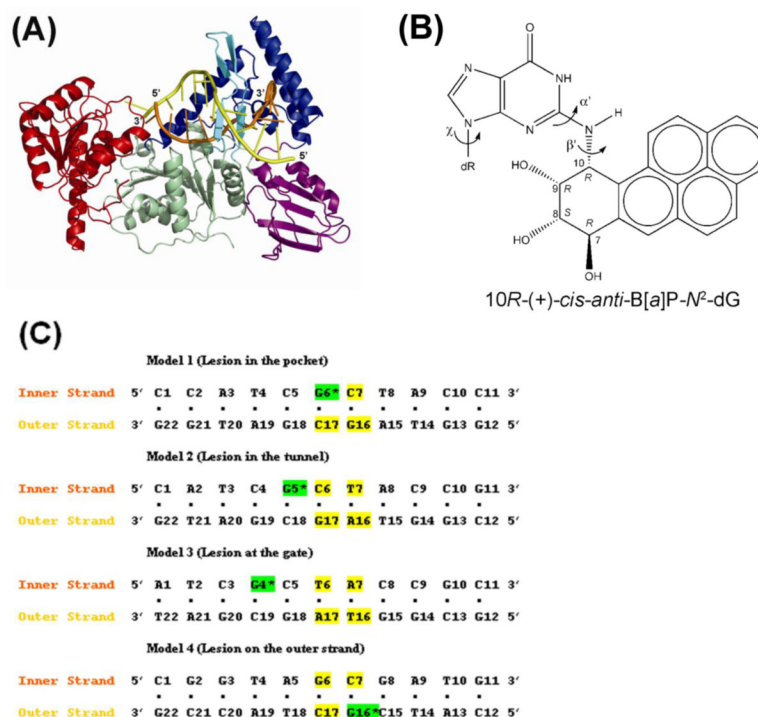 (A)
5'
3'
3'
5'
(B)
O
N
NH
N
N
α'
N
H
χ
β'
dR
10
HO
9
R
R
8
S
R
HO
7
OH
10R-(+)-cis-anti-B[a]P-N²-dG
(C)
Model 1 (Lesion in the pocket)
Inner Strand 5' C1 C2 A3 T4 C5 G6* C7 T8 A9 C10 C11 3'
Outer Strand 3' G22 G21 T20 A19 G18 C17 G16 A15 T14 G13 G12 5'
Model 2 (Lesion in the tunnel)
Inner Strand 5' C1 A2 T3 C4 G5* C6 T7 A8 C9 C10 G11 3'
Outer Strand 3' G22 T21 A20 G19 C18 G17 A16 T15 G14 G13 C12 5'
Model 3 (Lesion at the gate)
Inner Strand 5' A1 T2 C3 G4* C5 T6 A7 C8 C9 G10 C11 3'
Outer Strand 3' T22 A21 G20 C19 G18 A17 T16 G15 G14 C13 G12 5'
Model 4 (Lesion on the outer strand)
Inner Strand 5' C1 G2 G3 T4 A5 G6 C7 G8 A9 T10 G11 3'
Outer Strand 3' G22 C21 C20 A19 T18 C17 G16* C15 T14 A13 C12 5'